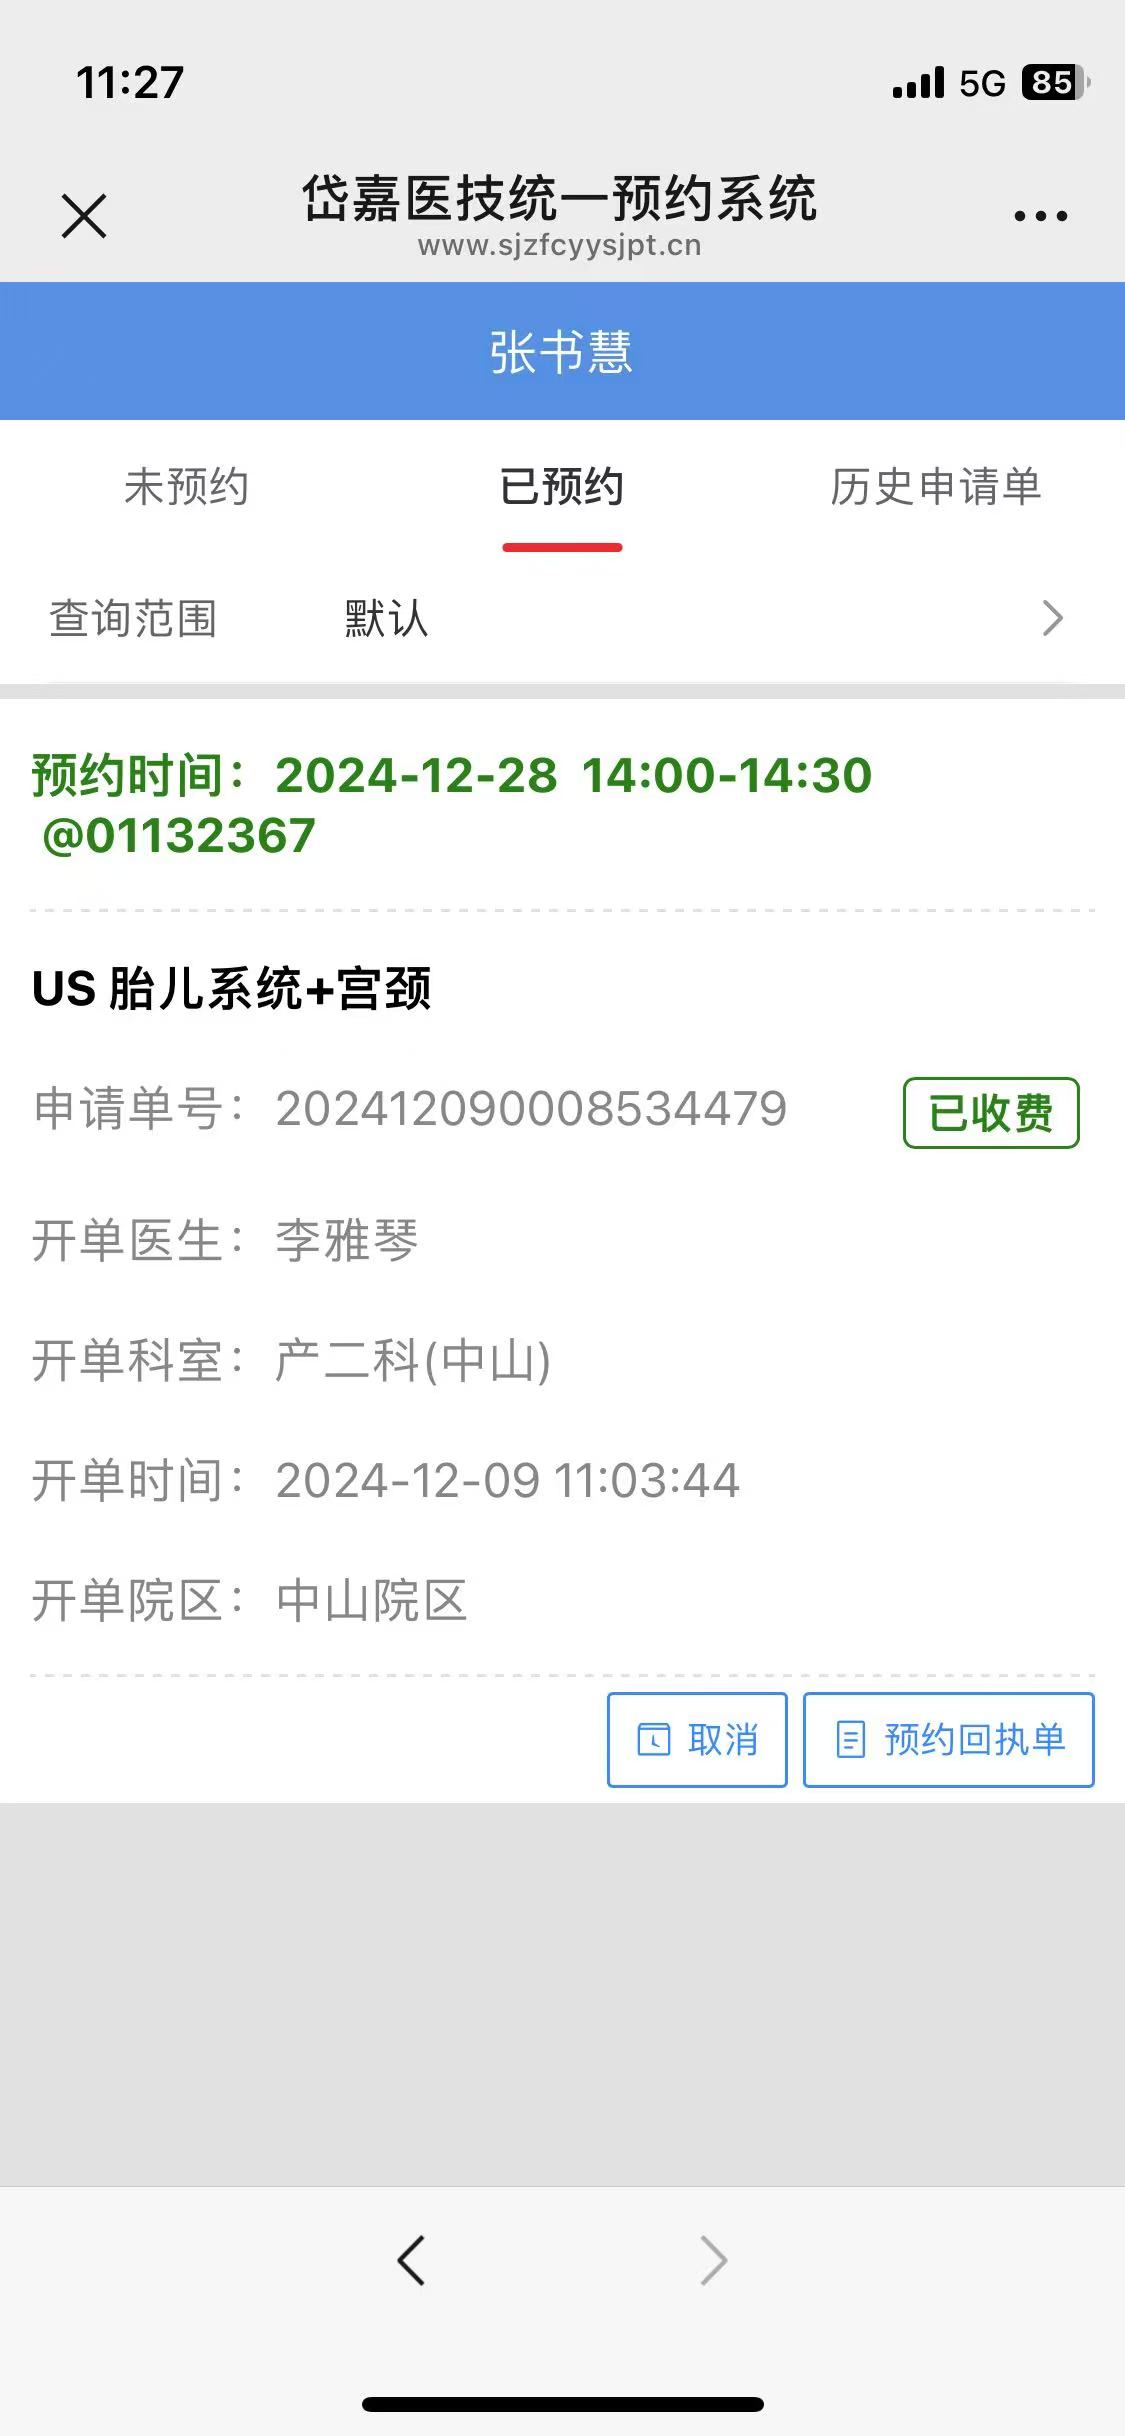 11:27
5G 85
岱嘉医技统一预约系统
www.sjzfcyysjpt.cn
张书慧
未预约 已预约 历史申请单
查询范围 默认
预约时间：2024-12-28 14:00-14:30
@01132367
US 胎儿系统+宫颈
申请单号：202412090008534479 已收费
开单医生：李雅琴
开单科室：产二科(中山)
开单时间：2024-12-09 11:03:44
开单院区：中山院区
取消 预约回执单